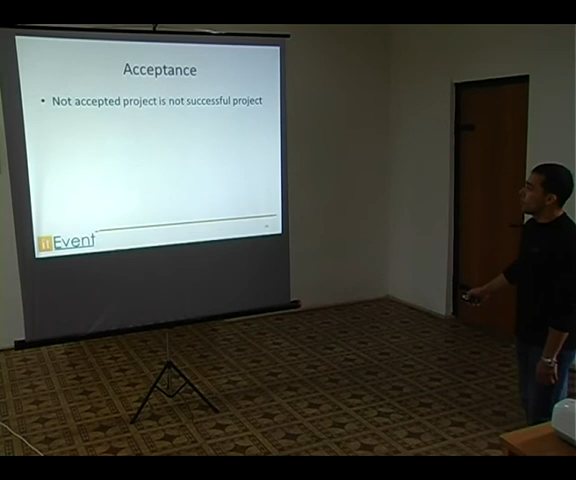 Acceptance
• Not accepted project is not successful project
itEvent